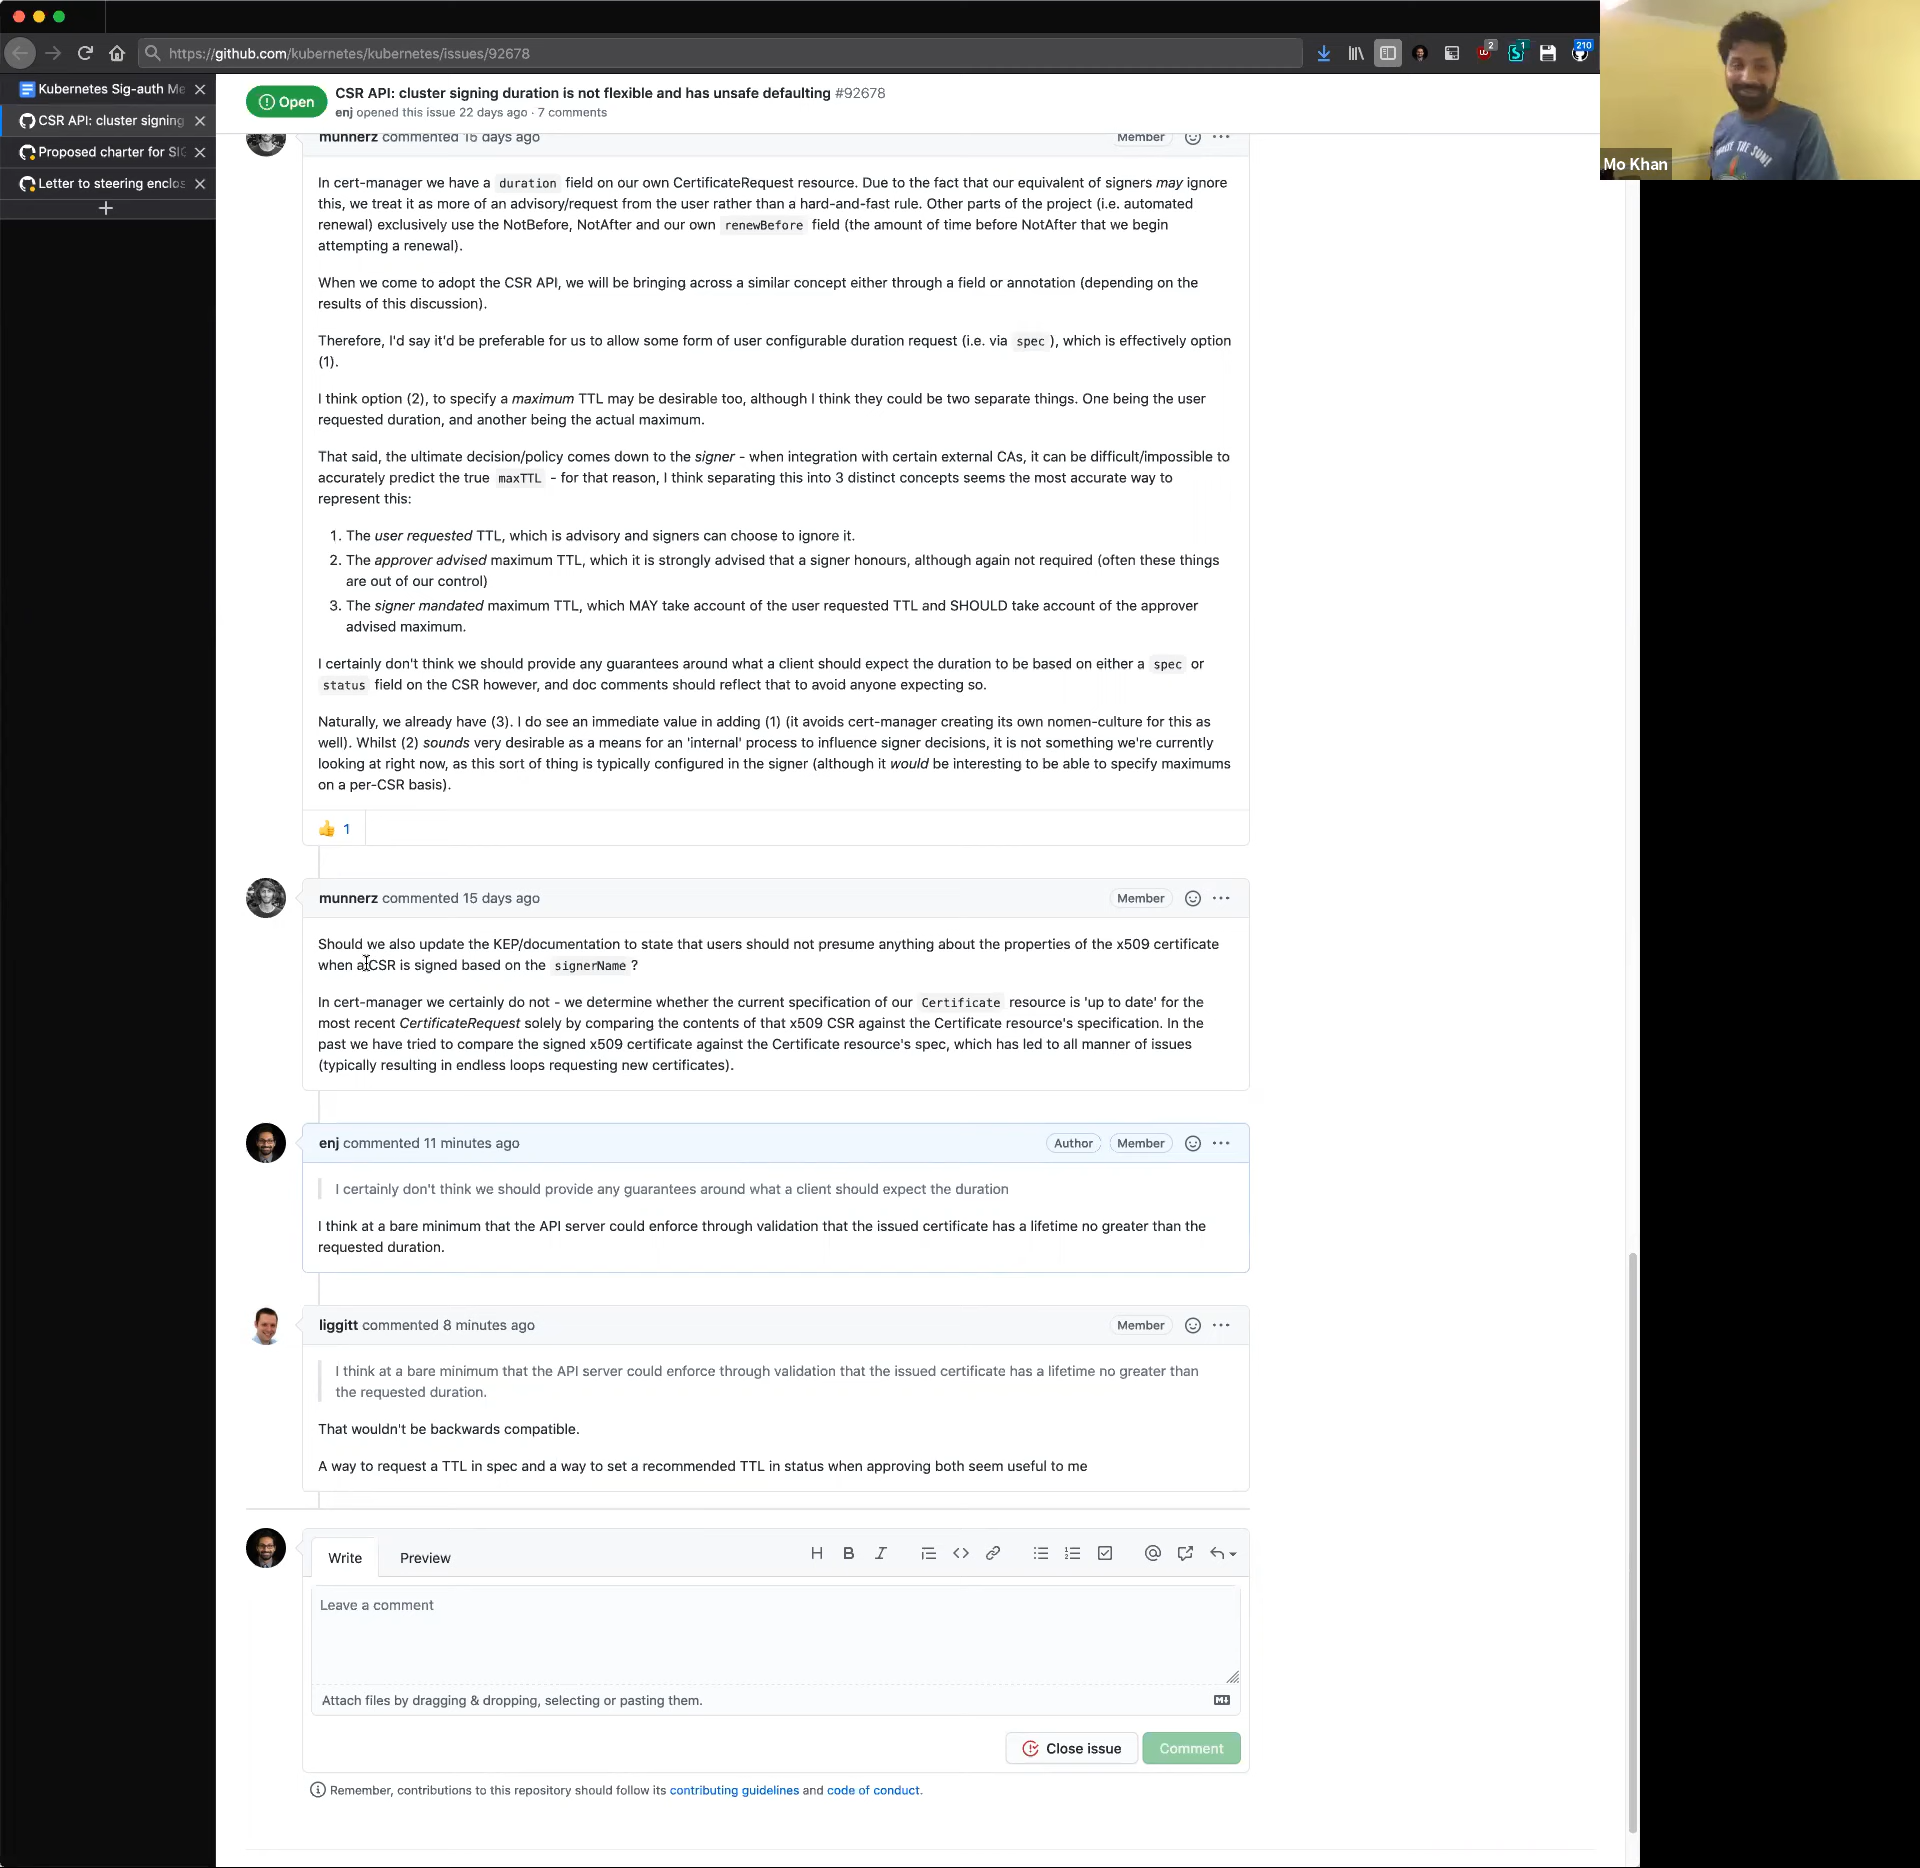 https://github.com/kubernetes/kubernetes/issues/92678
2
1
210
Kubernetes Sig-auth Me
CSR API: cluster signing
Proposed charter for SIG
Letter to steering enclos
Open
CSR API: cluster signing duration is not flexible and has unsafe defaulting #92678
enj opened this issue 22 days ago · 7 comments
Mo Khan
THE SUN!
munnerz commented 15 days ago
Member
In cert-manager we have a duration field on our own CertificateRequest resource. Due to the fact that our equivalent of signers may ignore
this, we treat it as more of an advisory/request from the user rather than a hard-and-fast rule. Other parts of the project (i.e. automated
renewal) exclusively use the NotBefore, NotAfter and our own renewBefore field (the amount of time before NotAfter that we begin
attempting a renewal).
When we come to adopt the CSR API, we will be bringing across a similar concept either through a field or annotation (depending on the
results of this discussion).
Therefore, I'd say it'd be preferable for us to allow some form of user configurable duration request (i.e. via spec ), which is effectively option
(1).
I think option (2), to specify a maximum TTL may be desirable too, although I think they could be two separate things. One being the user
requested duration, and another being the actual maximum.
That said, the ultimate decision/policy comes down to the signer - when integration with certain external CAs, it can be difficult/impossible to
accurately predict the true maxTTL - for that reason, I think separating this into 3 distinct concepts seems the most accurate way to
represent this:
1. The user requested TTL, which is advisory and signers can choose to ignore it.
2. The approver advised maximum TTL, which it is strongly advised that a signer honours, although again not required (often these things
are out of our control)
3. The signer mandated maximum TTL, which MAY take account of the user requested TTL and SHOULD take account of the approver
advised maximum.
I certainly don't think we should provide any guarantees around what a client should expect the duration to be based on either a spec or
status field on the CSR however, and doc comments should reflect that to avoid anyone expecting so.
Naturally, we already have (3). I do see an immediate value in adding (1) (it avoids cert-manager creating its own nomen-culture for this as
well). Whilst (2) sounds very desirable as a means for an 'internal' process to influence signer decisions, it is not something we're currently
looking at right now, as this sort of thing is typically configured in the signer (although it would be interesting to be able to specify maximums
on a per-CSR basis).
1
munnerz commented 15 days ago
Member
Should we also update the KEP/documentation to state that users should not presume anything about the properties of the x509 certificate
when a CSR is signed based on the signerName ?
In cert-manager we certainly do not - we determine whether the current specification of our Certificate resource is 'up to date' for the
most recent CertificateRequest solely by comparing the contents of that x509 CSR against the Certificate resource's specification. In the
past we have tried to compare the signed x509 certificate against the Certificate resource's spec, which has led to all manner of issues
(typically resulting in endless loops requesting new certificates).
enj commented 11 minutes ago
Author Member
I certainly don't think we should provide any guarantees around what a client should expect the duration
I think at a bare minimum that the API server could enforce through validation that the issued certificate has a lifetime no greater than the
requested duration.
liggitt commented 8 minutes ago
Member
I think at a bare minimum that the API server could enforce through validation that the issued certificate has a lifetime no greater than
the requested duration.
That wouldn't be backwards compatible.
A way to request a TTL in spec and a way to set a recommended TTL in status when approving both seem useful to me
Write Preview
Leave a comment
Attach files by dragging & dropping, selecting or pasting them.
Close issue
Comment
Remember, contributions to this repository should follow its contributing guidelines and code of conduct.